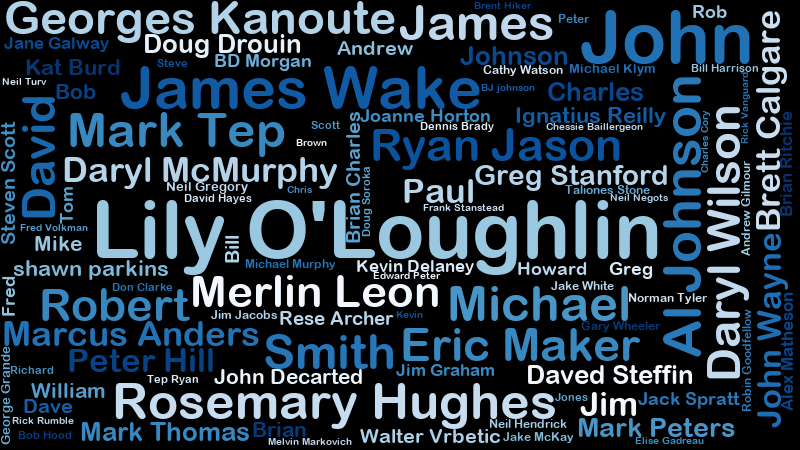 Georges Kanoute
James
Brent Hiker
Peter
Rob
John
Jane Galway
Doug Drouin
Andrew
Johnson
Kat Burd
Steve
BD Morgan
Cathy Watson
Michael Klym
Bill Harrison
Neil Turv
Bob
James Wake
BJ johnson
Charles
Rick Vanguard
Brett Calgare
David
Mark Tep
Scott
Joanne Horton
Ignatius Reilly
Dennis Brady
Chessie Baillergeon
Charles Cory
Brian Ritchie
Steven Scott
Brown
Brian Charles
Ryan Jason
Al Johnson
Daryl Wilson
Daryl McMurphy
Doug Soroka
Greg Stanford
Neil Gregory
Chris
Paul
Taliones Stone
Tom
David Hayes
Neil Negots
Andrew Gilmour
Frank Stanstead
Lily O'Loughlin
Fred Volkman
Mike
Bill
shawn parkins
Michael Murphy
Kevin Delaney
Howard
Greg
John Wayne
Edward Peter
Fred
Don Clarke
Merlin Leon
Jake White
Norman Tyler
Alex Matheson
Robert
Jim Jacobs
Rese Archer
Kevin
Michael
Gary Wheeler
Robin Goodfellow
Marcus Anders
Smith
Eric Maker
George Grande
Peter Hill
Richard
Tep Ryan
John Decarted
Jim Graham
Daved Steffin
William
Rosemary Hughes
Jones
Jim
Jack Spratt
Dave
Rick Rumble
Bob Hood
Mark Thomas
Brian
Melvin Markovich
Walter Vrbetic
Neil Hendrick
Jake McKay
Mark Peters
Elise Gadreau